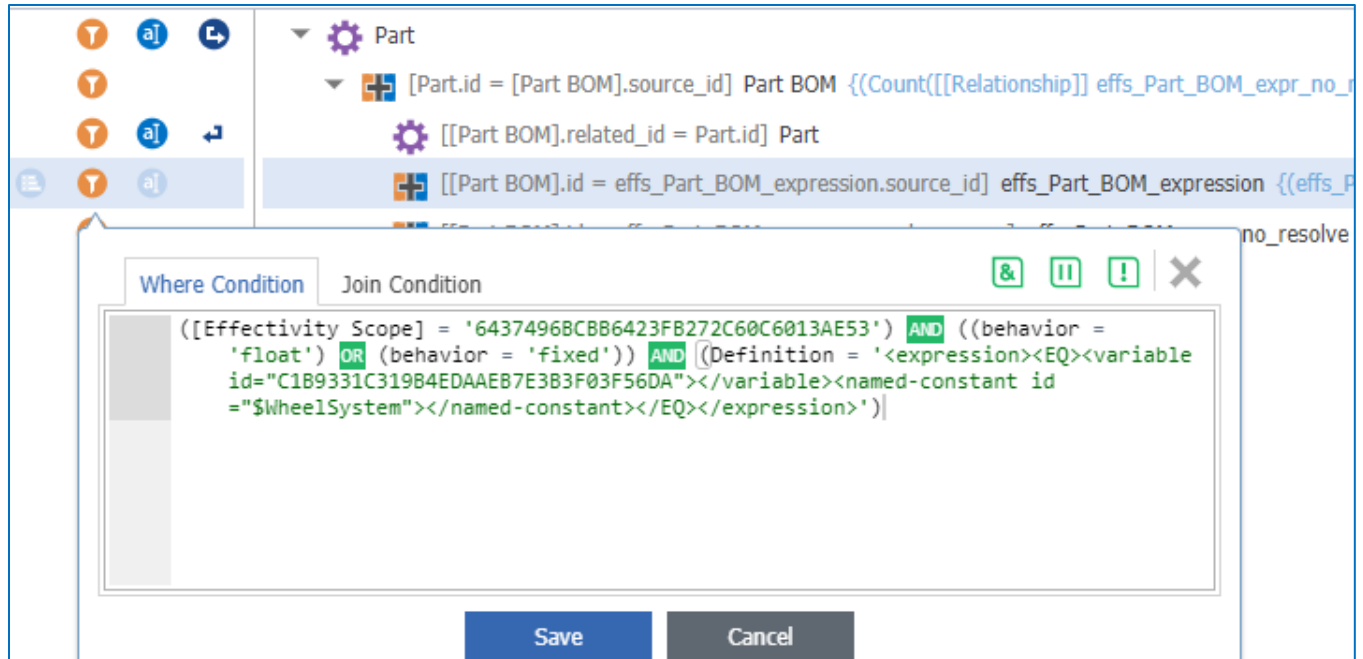 Part
[Part.id = [Part BOM].source_id] Part BOM {(Count([[Relationship]] effs_Part_BOM_expr_no_r
[[Part BOM].related_id = Part.id] Part
[[Part BOM].id = effs_Part_BOM_expression.source_id] effs_Part_BOM_expression {(effs_P
no_resolve
Where Condition Join Condition
([Effectivity Scope] = '6437496BCBB6423FB272C60C6013AE53') AND ((behavior =
'float') OR (behavior = 'fixed')) AND (Definition = '<expression><EQ><variable
id="C1B9331C319B4EDAAEB7E3B3F03F56DA"></variable><named-constant id
="$WheelSystem"></named-constant></EQ></expression>')
Save Cancel